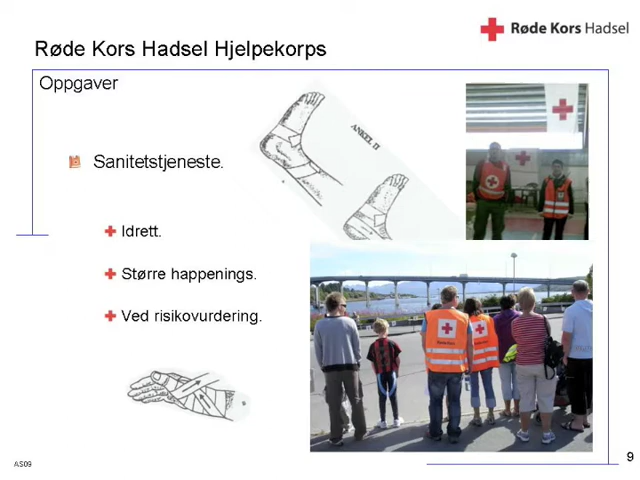 Røde Kors Hadsel
Røde Kors Hadsel Hjelpekorps
Oppgaver
ANKEL II
Sanitetstjeneste.
Idrett.
Større happenings.
Ved risikovurdering.
AS09
9